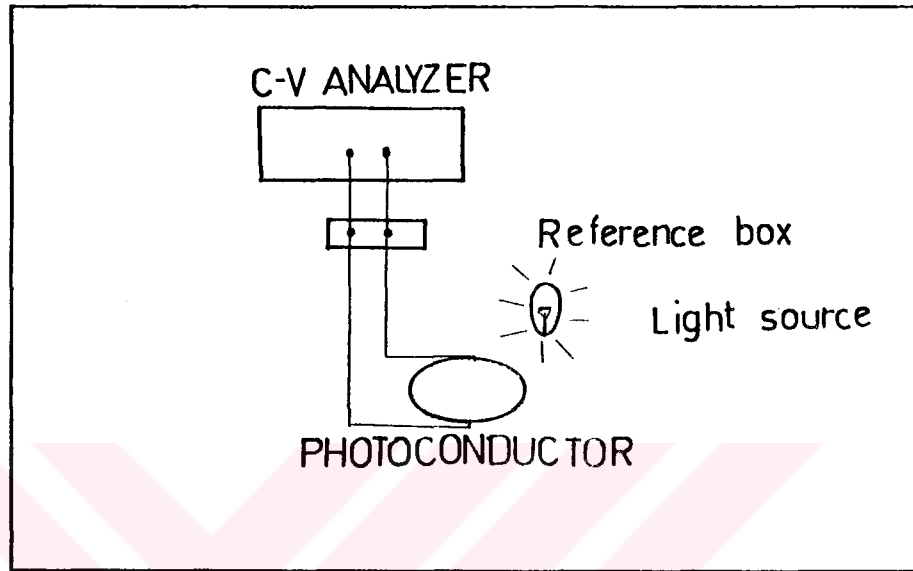 C-V ANALYZER
Reference box
Light source
PHOTOCONDUCTOR